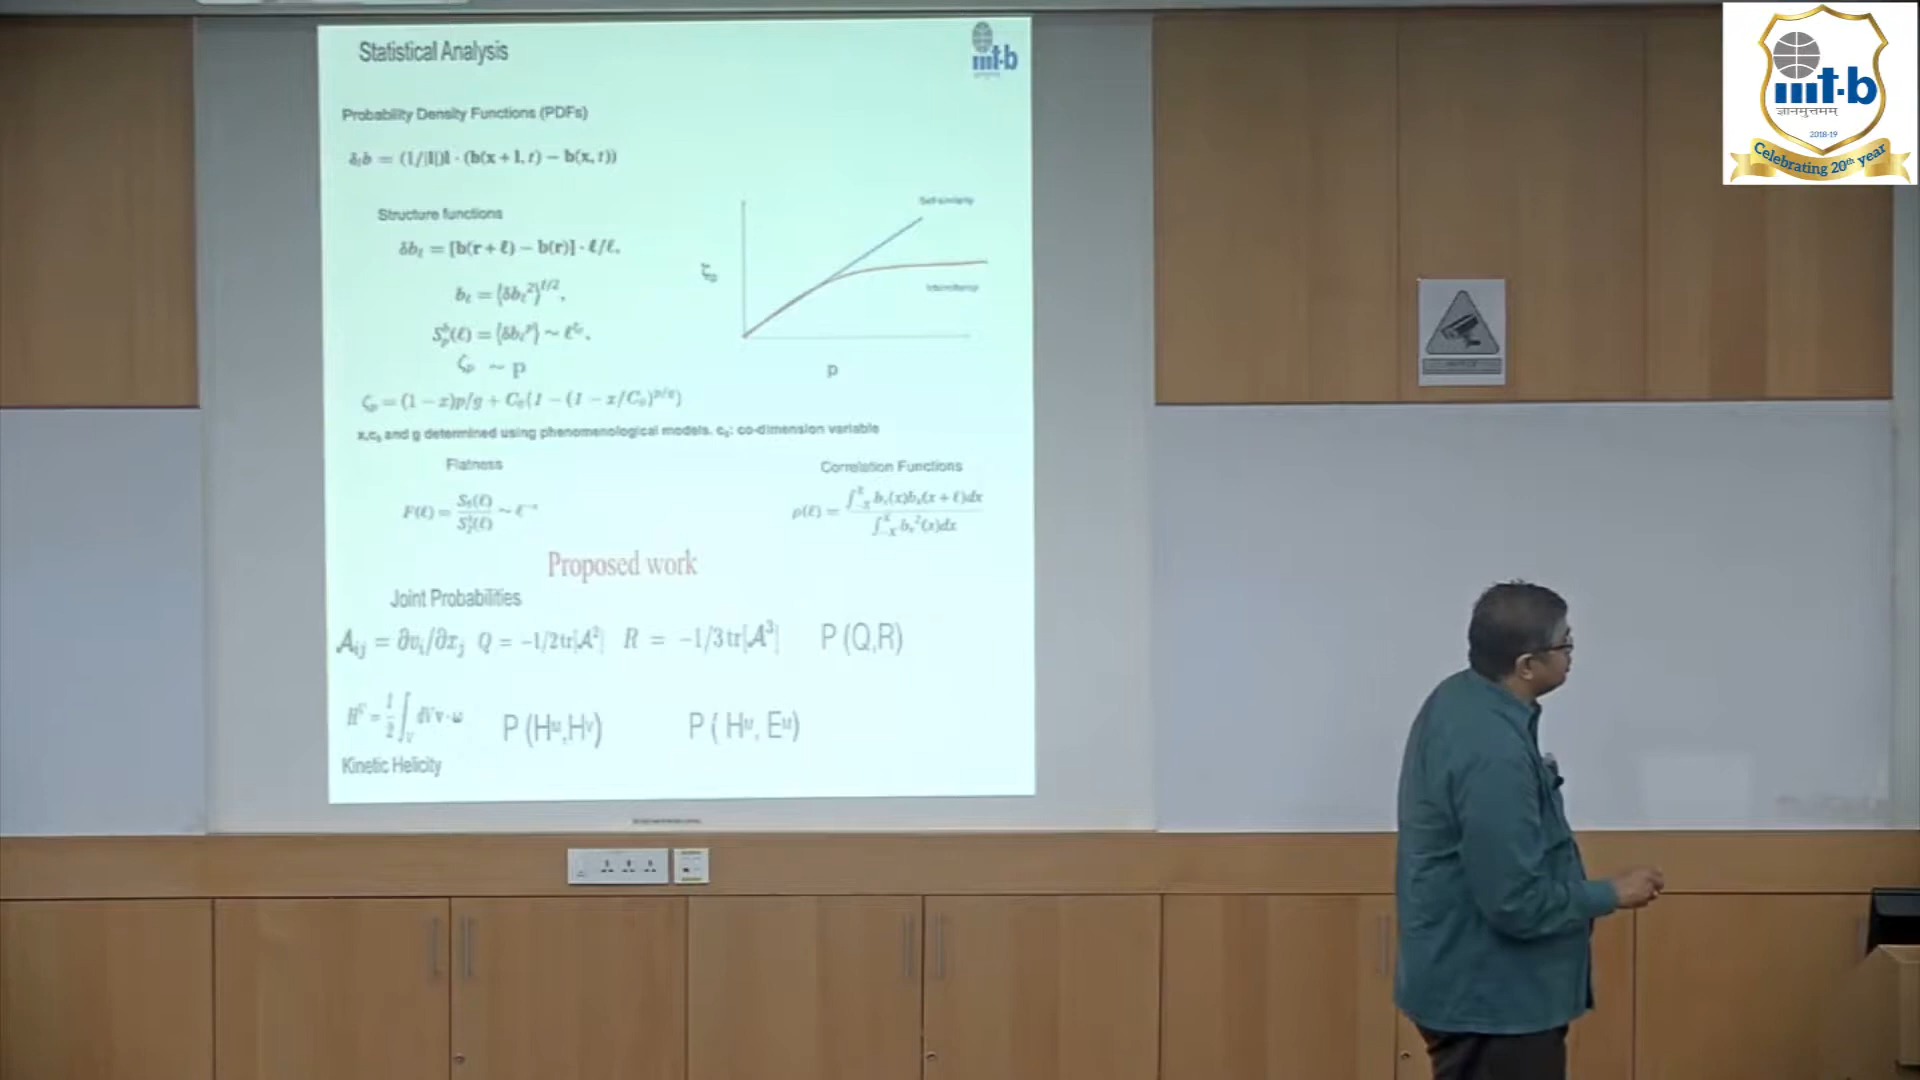 Statistical Analysis
iiit-b
Probability Density Functions (PDFs)
δₗb = (1/|l|)l · (b(x + l, t) − b(x, t))
Structure functions
δbℓ = [b(r + ℓ) − b(r)] · ℓ/ℓ,
bℓ = ⟨δbℓ²⟩^{1/2},
Sₚᵇ(ℓ) = ⟨δbℓᵖ⟩ ∼ ℓ^{ζₚ},
ζₚ ∼ p
ζₚ = (1 − x)p/g + C₀(1 − (1 − x/C₀)^{p/g})
x,c₀ and g determined using phenomenological models. c₀: co-dimension variable
Self-similarity
ζₚ
Intermittency
p
Flatness
Correlation Functions
Proposed work
Joint Probabilities
𝒜ᵢⱼ = ∂vᵢ/∂xⱼ Q = −1/2 tr[𝒜²] R = −1/3 tr[𝒜³] P (Q,R)
P (Hᵘ,Hᵛ) P ( Hᵘ, Eᵘ)
Kinetic Helicity
iiit-b
ज्ञानमुत्तमम्
2018-19
Celebrating 20th year